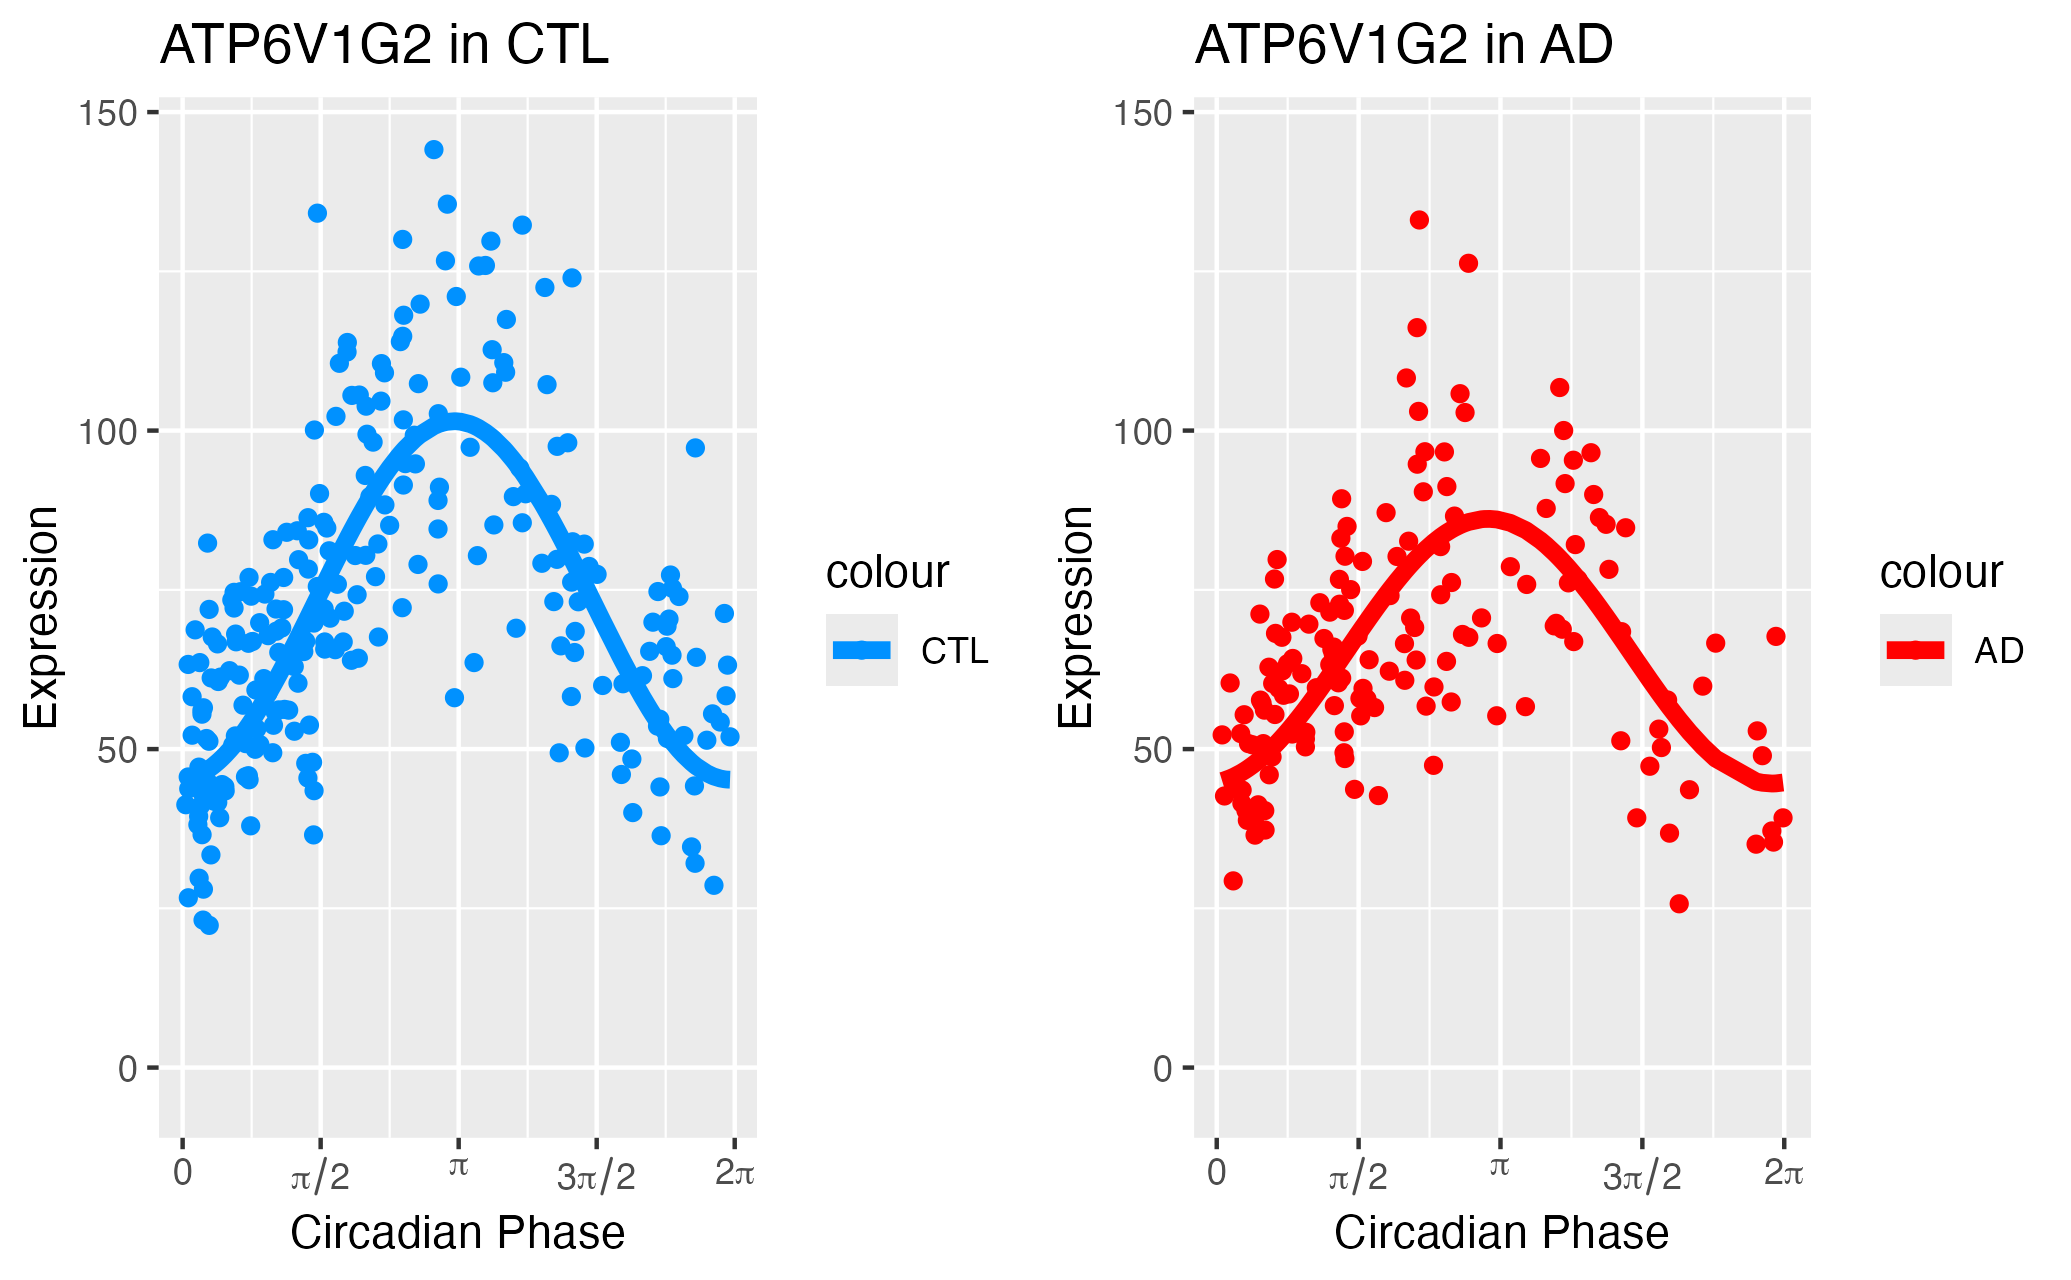 ATP6V1G2 in CTL
150
100
50
0
Expression
0
π/2
π
3π/2
2π
Circadian Phase
colour
CTL
ATP6V1G2 in AD
150
100
50
0
Expression
0
π/2
π
3π/2
2π
Circadian Phase
colour
AD